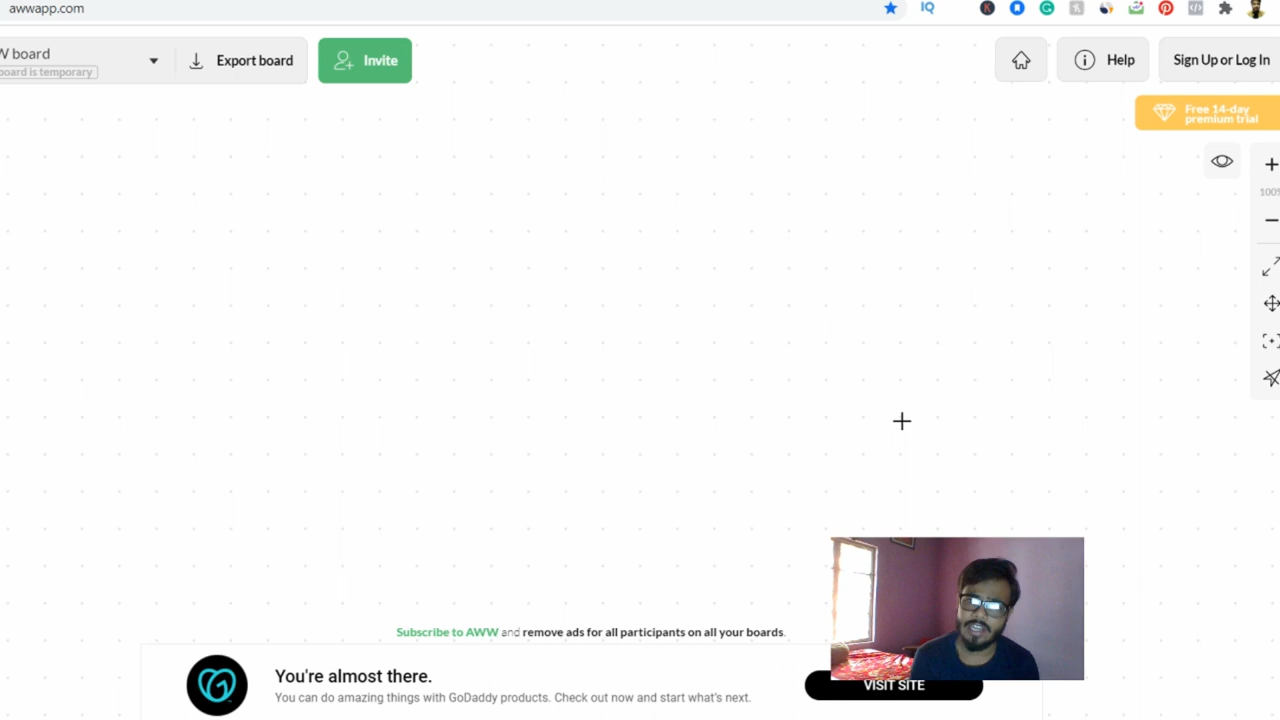 awwapp.com
W board
board is temporary
Export board
Invite
Help
Sign Up or Log In
Free 14-day
premium trial
100%
Subscribe to AWW and remove ads for all participants on all your boards.
You're almost there.
You can do amazing things with GoDaddy products. Check out now and start what's next.
VISIT SITE